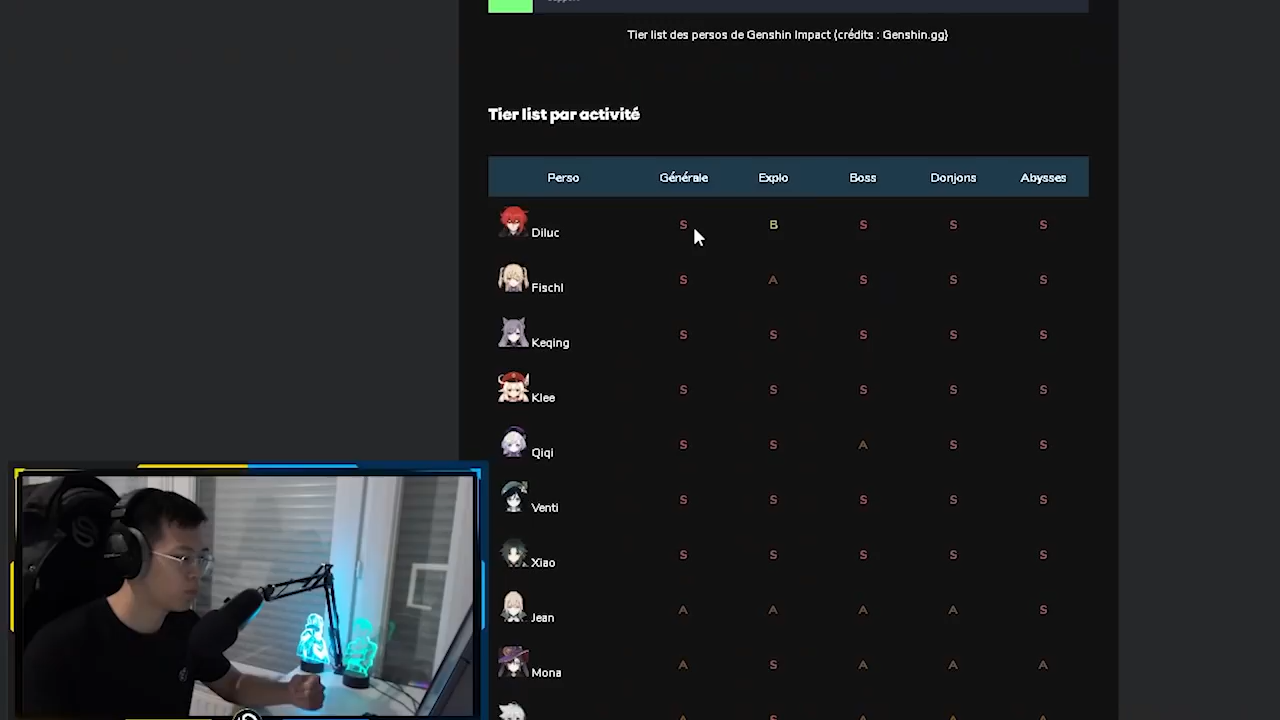 Tier list des persos de Genshin Impact (crédits : Genshin.gg)
Tier list par activité
Perso Générale Explo Boss Donjons Abysses
Diluc S B S S S
Fischl S A S S S
Keqing S S S S S
Klee S S S S S
Qiqi S S A S S
Venti S S S S S
Xiao S S S S S
Jean A A A A S
Mona A S A A A
A S A A A